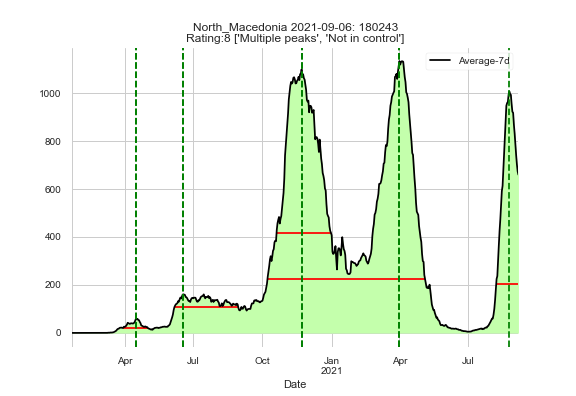 North_Macedonia 2021-09-06: 180243
Rating:8 ['Multiple peaks', 'Not in control']
Average-7d
1000
800
600
400
200
0
Apr
Jul
Oct
Jan
2021
Apr
Jul
Date